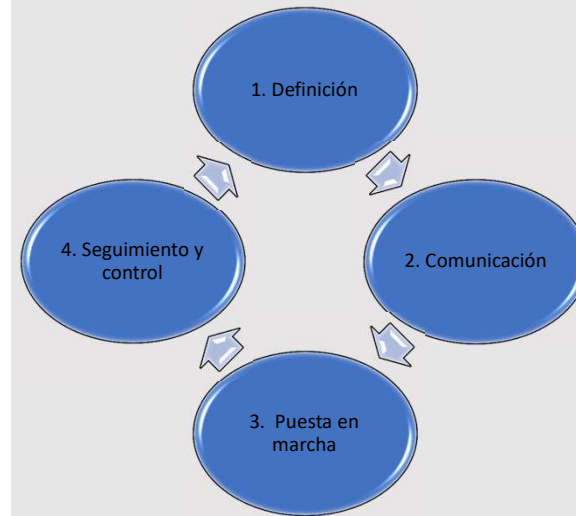 1. Definición
2. Comunicación
3. Puesta en
marcha
4. Seguimiento y
control